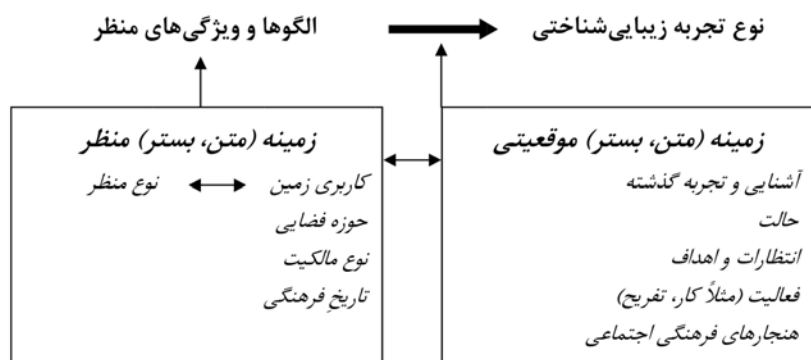 نوع تجربه زیبایی‌شناختی
الگوها و ویژگی‌های منظر
زمینه (متن، بستر) موقعیتی
آشنایی و تجربه گذشته
حالت
انتظارات و اهداف
فعالیت (مثلاً کار، تفریح)
هنجارهای فرهنگی اجتماعی
زمینه (متن، بستر) منظر
کاربری زمین
نوع منظر
حوزه فضایی
نوع مالکیت
تاریخِ فرهنگی